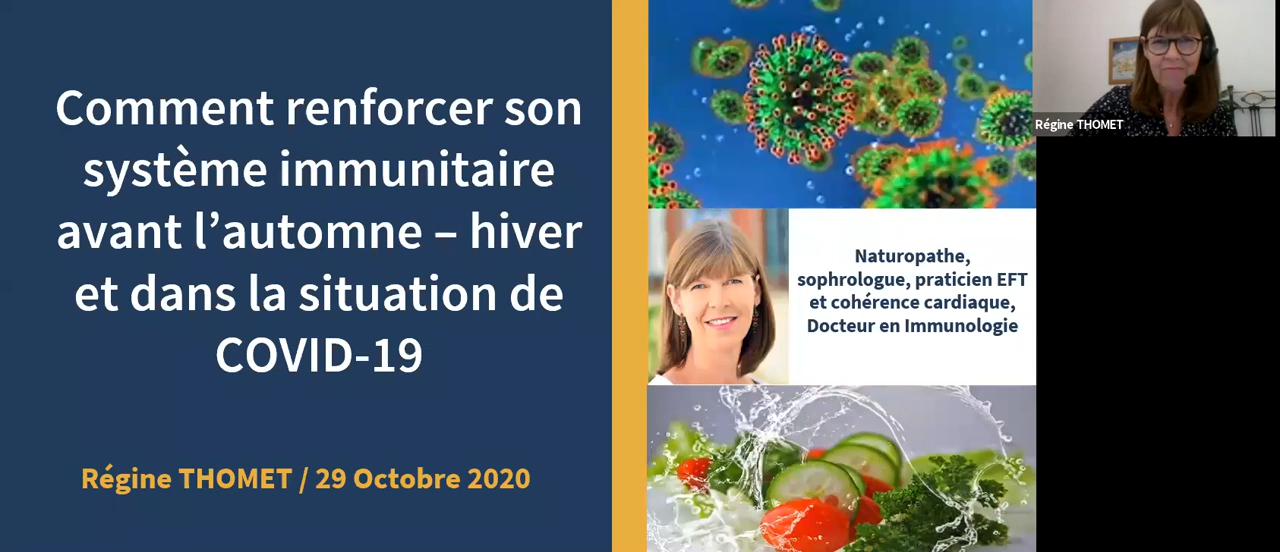 Comment renforcer son
système immunitaire
avant l’automne – hiver
et dans la situation de
COVID-19
Régine THOMET / 29 Octobre 2020
Naturopathe,
sophrologue, praticien EFT
et cohérence cardiaque,
Docteur en Immunologie
Régine THOMET